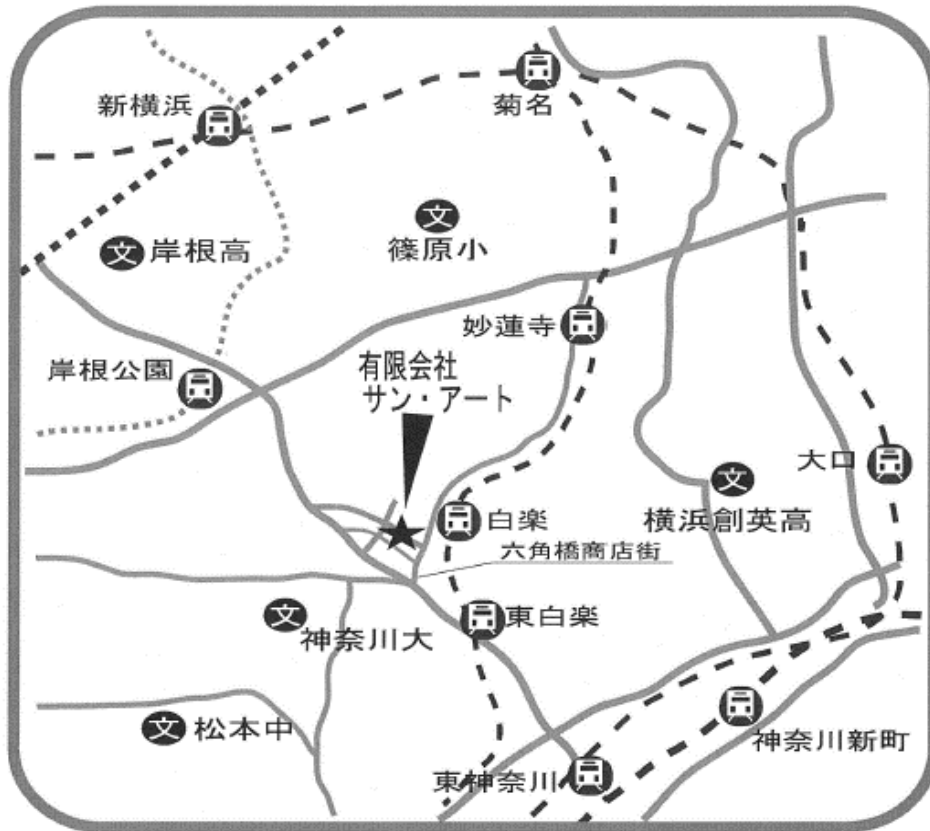 菊名
新横浜
文
篠原小
文
岸根高
妙蓮寺
岸根公園
有限会社
サン・アート
大口
文
横浜創英高
白楽
六角橋商店街
文
神奈川大
東白楽
文
松本中
神奈川新町
東神奈川